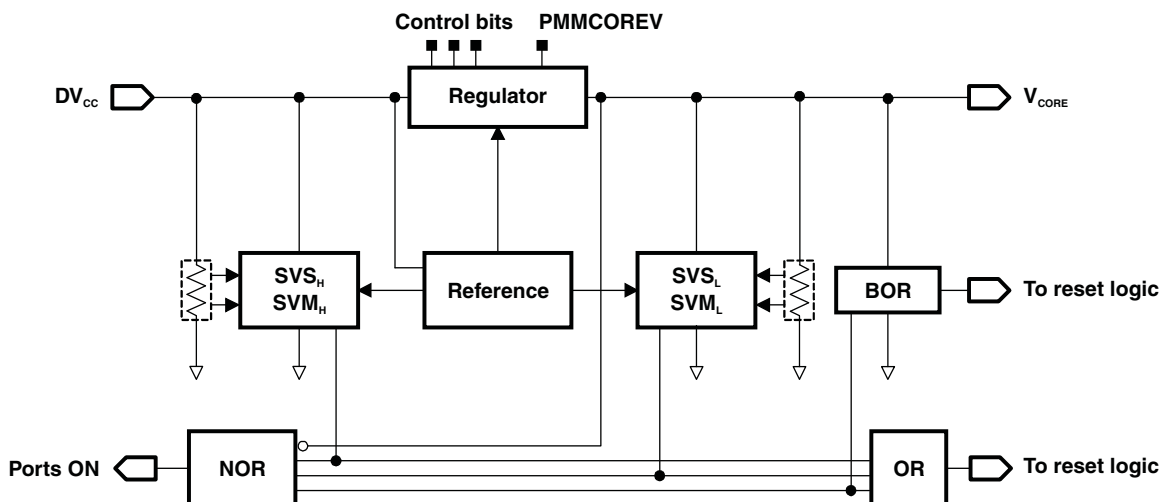 Control bits PMMCOREV
DVCC
Regulator
VCORE
SVSH
SVMH
Reference
SVSL
SVML
BOR
To reset logic
Ports ON
NOR
OR
To reset logic